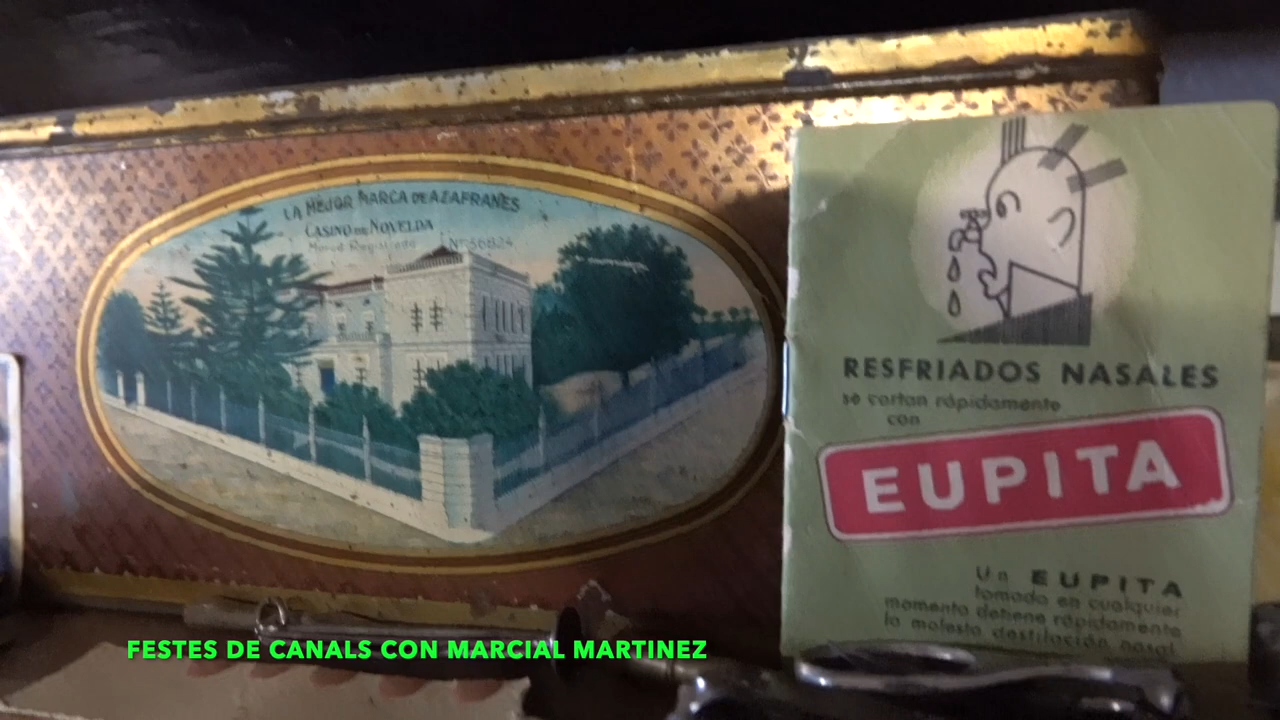 LA MEJOR MARCA DE AZAFRANES
CASINO DE NOVELDA
Marca Registrada Nº 36824
RESFRIADOS NASALES
se cortan rápidamente
con
EUPITA
Un EUPITA
tomado en cualquier
momento detiene rápidamente
la molesta destilación nasal
FESTES DE CANALS CON MARCIAL MARTINEZ